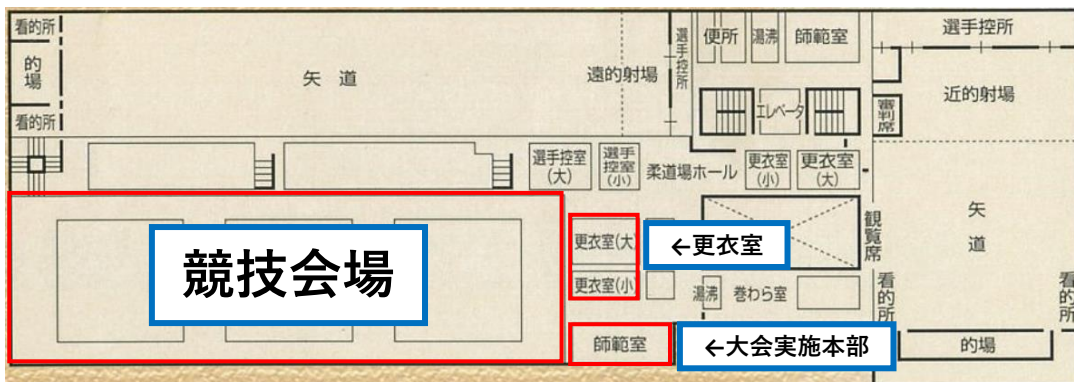 看的所
的場
看的所
矢道
遠的射場
選手控所
便所
湯沸
師範室
エレベータ
選手控所
近的射場
審判席
選手控室
(大)
選手
控室
(小)
柔道場ホール
更衣室
(小)
更衣室
(大)
競技会場
更衣室(大)
←更衣室
更衣室(小)
観覧席
矢道
湯沸
巻わら室
看的所
看的所
師範室
←大会実施本部
的場